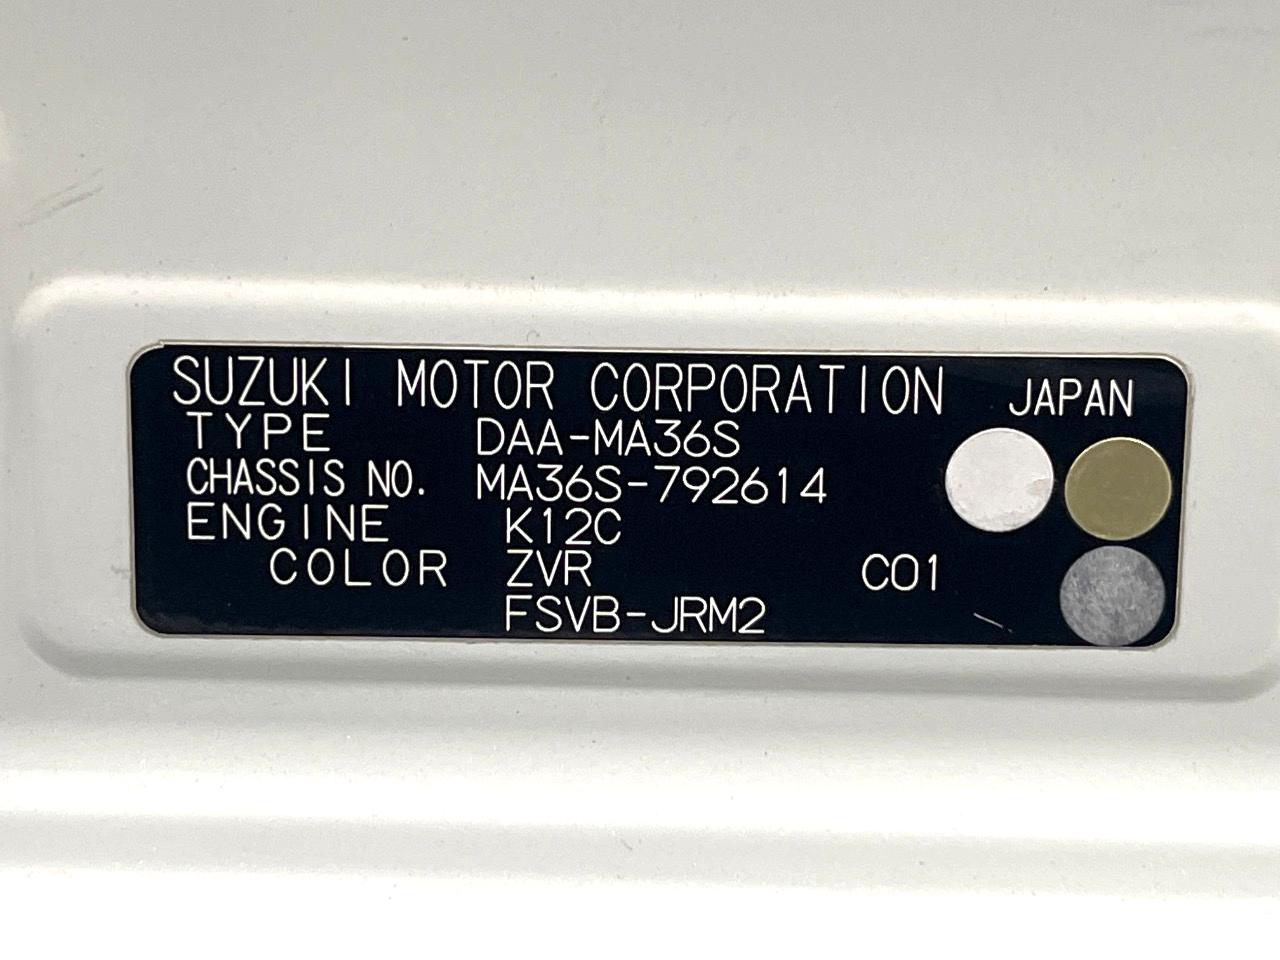 SUZUKI MOTOR CORPORATION JAPAN
TYPE DAA-MA36S
CHASSIS NO. MA36S-792614
ENGINE K12C
COLOR ZVR C01
FSVB-JRM2